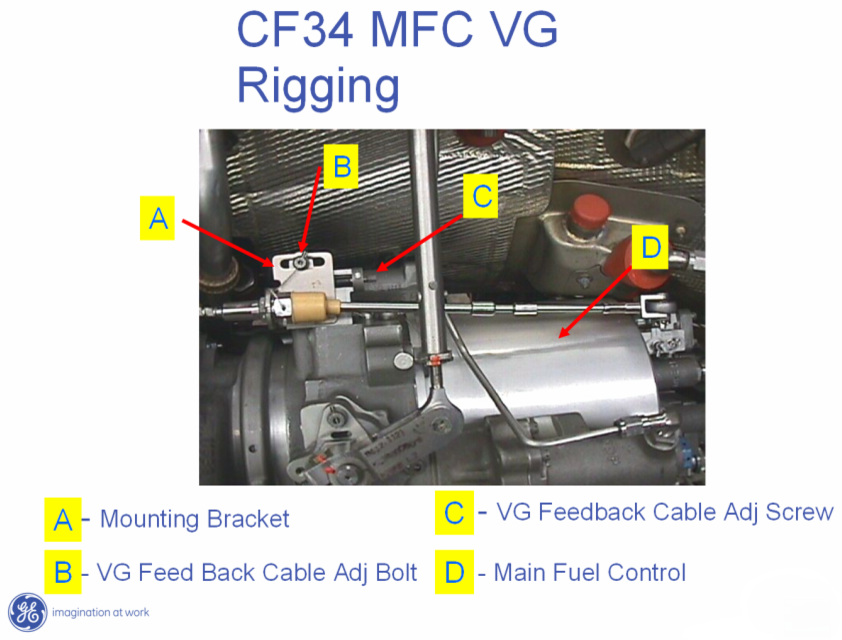 CF34 MFC VG
Rigging
B
C
A
D
A - Mounting Bracket
C - VG Feedback Cable Adj Screw
B - VG Feed Back Cable Adj Bolt
D - Main Fuel Control
GE imagination at work